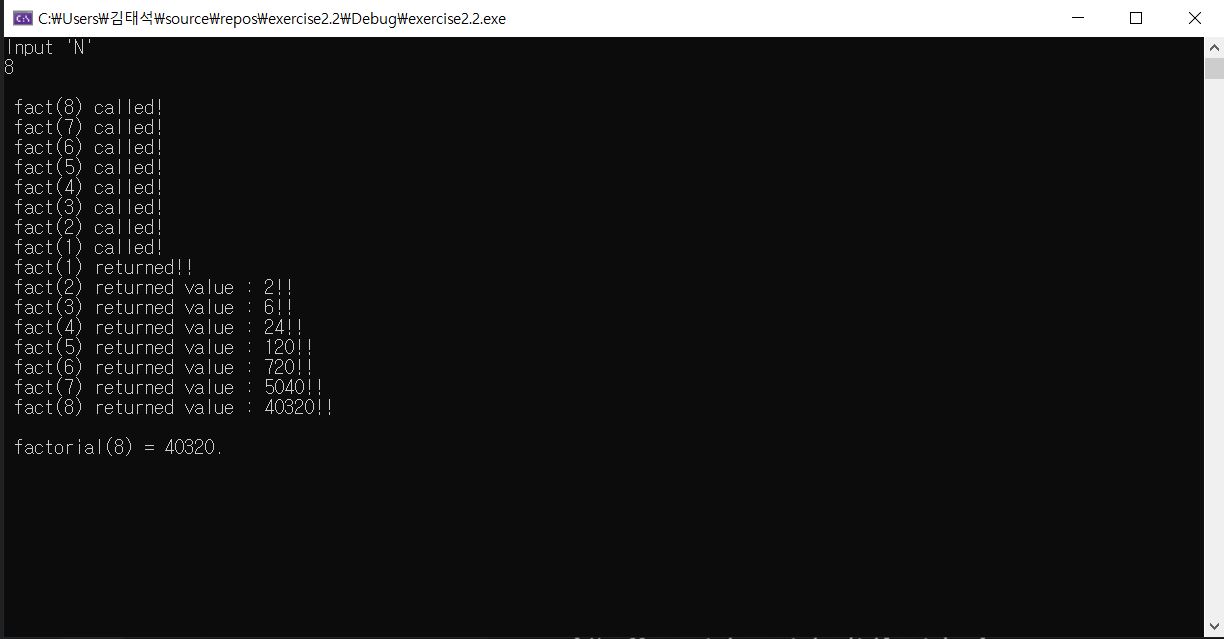 C:₩Users₩김태석₩source₩repos₩exercise2.2₩Debug₩exercise2.2.exe
Input 'N'
8
fact(8) called!
fact(7) called!
fact(6) called!
fact(5) called!
fact(4) called!
fact(3) called!
fact(2) called!
fact(1) called!
fact(1) returned!!
fact(2) returned value : 2!!
fact(3) returned value : 6!!
fact(4) returned value : 24!!
fact(5) returned value : 120!!
fact(6) returned value : 720!!
fact(7) returned value : 5040!!
fact(8) returned value : 40320!!
factorial(8) = 40320.